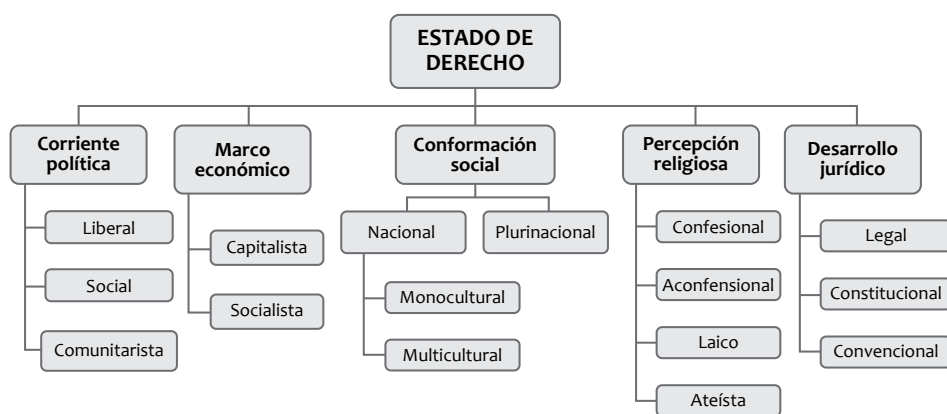 ESTADO DE
DERECHO
Corriente
política
Liberal
Social
Comunitarista
Marco
económico
Capitalista
Socialista
Conformación
social
Nacional
Monocultural
Multicultural
Plurinacional
Percepción
religiosa
Confesional
Aconfensional
Laico
Ateísta
Desarrollo
jurídico
Legal
Constitucional
Convencional